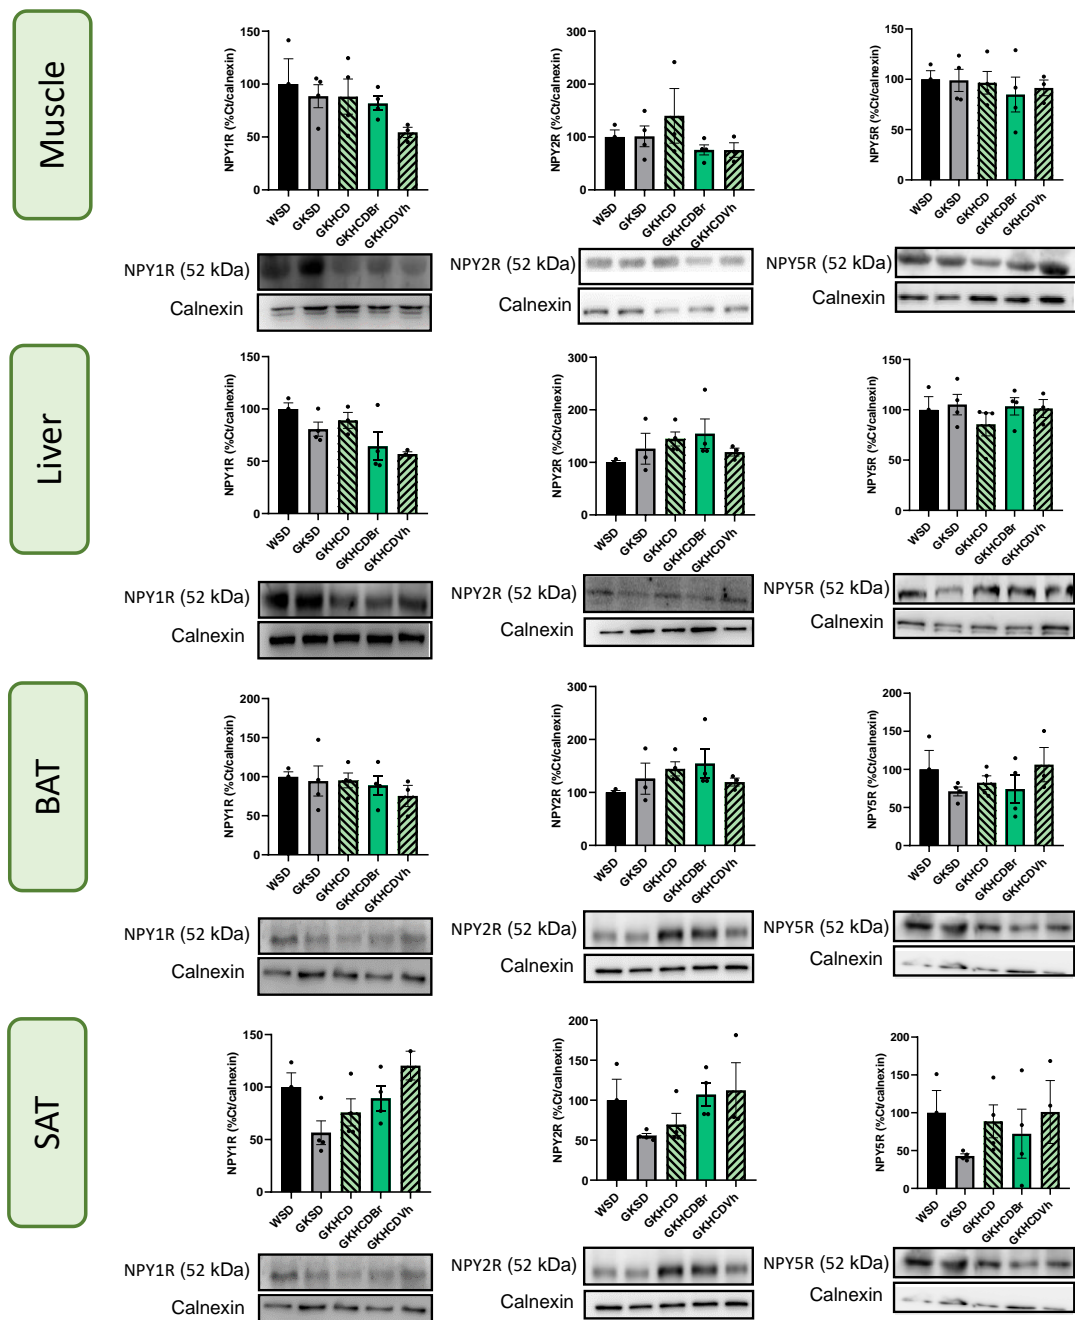 Muscle
NPY1R (%Ct/calnexin)
150
100
50
0
WSD
GKSD
GKHCD
GKHCDBr
GKHCDVh
NPY1R (52 kDa)
Calnexin
NPY2R (%Ct/calnexin)
300
200
100
0
WSD
GKSD
GKHCD
GKHCDBr
GKHCDVh
NPY2R (52 kDa)
Calnexin
NPY5R (%Ct/calnexin)
150
100
50
0
WSD
GKSD
GKHCD
GKHCDBr
GKHCDVh
NPY5R (52 kDa)
Calnexin
Liver
NPY1R (%Ct/calnexin)
150
100
50
0
WSD
GKSD
GKHCD
GKHCDBr
GKHCDVh
NPY1R (52 kDa)
Calnexin
NPY2R (%Ct/calnexin)
300
150
100
0
WSD
GKSD
GKHCD
GKHCDBr
GKHCDVh
NPY2R (52 kDa)
Calnexin
NPY5R (%Ct/calnexin)
150
100
50
0
WSD
GKSD
GKHCD
GKHCDBr
GKHCDVh
NPY5R (52 kDa)
Calnexin
BAT
NPY1R (%Ct/calnexin)
200
150
100
50
0
WSD
GKSD
GKHCD
GKHCDBr
GKHCDVh
NPY1R (52 kDa)
Calnexin
NPY2R (%Ct/calnexin)
300
150
100
0
WSD
GKSD
GKHCD
GKHCDBr
GKHCDVh
NPY2R (52 kDa)
Calnexin
NPY5R (%Ct/calnexin)
200
150
100
50
0
WSD
GKSD
GKHCD
GKHCDBr
GKHCDVh
NPY5R (52 kDa)
Calnexin
SAT
NPY1R (%Ct/calnexin)
150
100
50
0
WSD
GKSD
GKHCD
GKHCDBr
GKHCDVh
NPY1R (52 kDa)
Calnexin
NPY2R (%Ct/calnexin)
200
150
100
50
0
WSD
GKSD
GKHCD
GKHCDBr
GKHCDVh
NPY2R (52 kDa)
Calnexin
NPY5R (%Ct/calnexin)
200
150
100
50
0
WSD
GKSD
GKHCD
GKHCDBr
GKHCDVh
NPY5R (52 kDa)
Calnexin